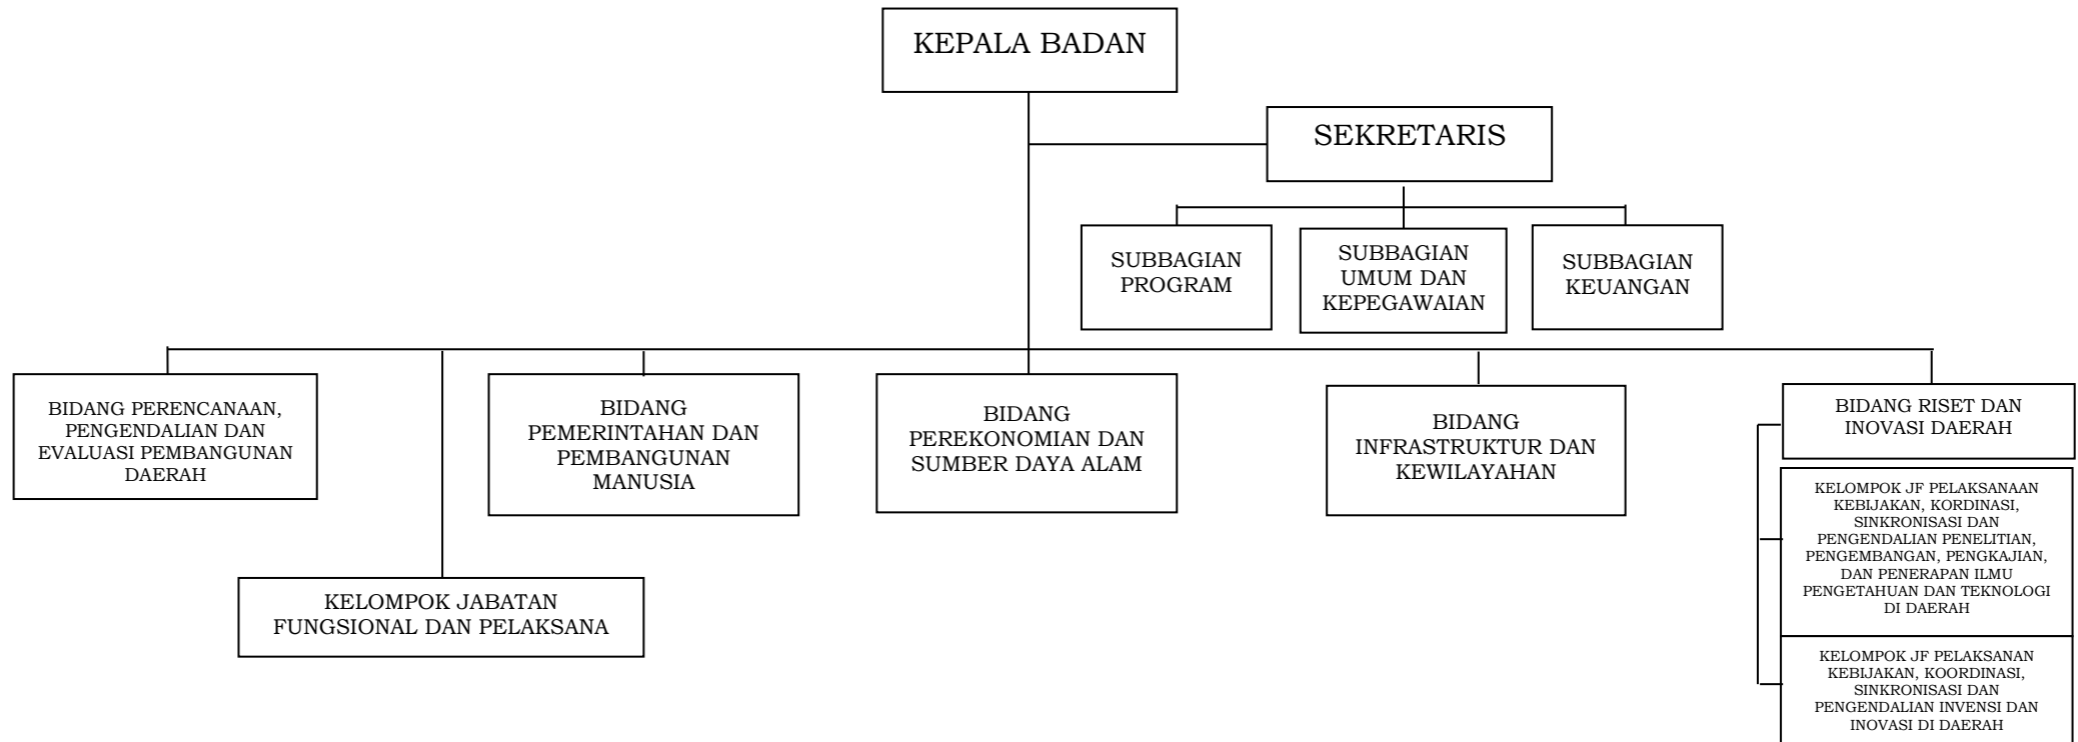 KEPALA BADAN
SEKRETARIS
SUBBAGIAN
PROGRAM
SUBBAGIAN
UMUM DAN
KEPEGAWAIAN
SUBBAGIAN
KEUANGAN
BIDANG PERENCANAAN,
PENGENDALIAN DAN
EVALUASI PEMBANGUNAN
DAERAH
BIDANG
PEMERINTAHAN DAN
PEMBANGUNAN
MANUSIA
BIDANG
PEREKONOMIAN DAN
SUMBER DAYA ALAM
BIDANG
INFRASTRUKTUR DAN
KEWILAYAHAN
BIDANG RISET DAN
INOVASI DAERAH
KELOMPOK JF PELAKSANAAN
KEBIJAKAN, KORDINASI,
SINKRONISASI DAN
PENGENDALIAN PENELITIAN,
PENGEMBANGAN, PENGKAJIAN,
DAN PENERAPAN ILMU
PENGETAHUAN DAN TEKNOLOGI
DI DAERAH
KELOMPOK JABATAN
FUNGSIONAL DAN PELAKSANA
KELOMPOK JF PELAKSANAN
KEBIJAKAN, KOORDINASI,
SINKRONISASI DAN
PENGENDALIAN INVENSI DAN
INOVASI DI DAERAH